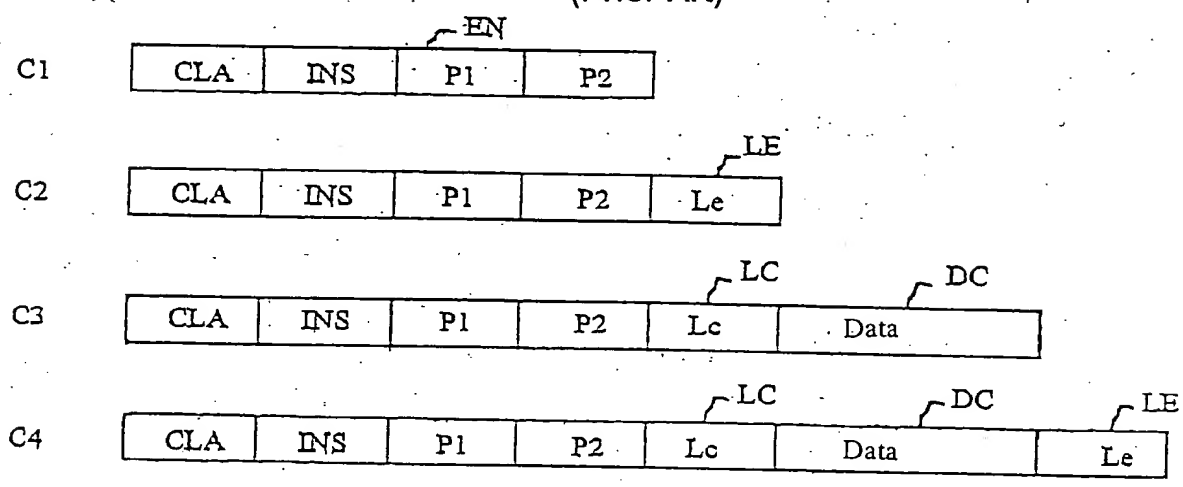 (Prior Art)
EN
C1 CLA INS P1 P2
LE
C2 CLA INS P1 P2 Le
LC DC
C3 CLA INS P1 P2 Lc Data
LC DC LE
C4 CLA INS P1 P2 Lc Data Le